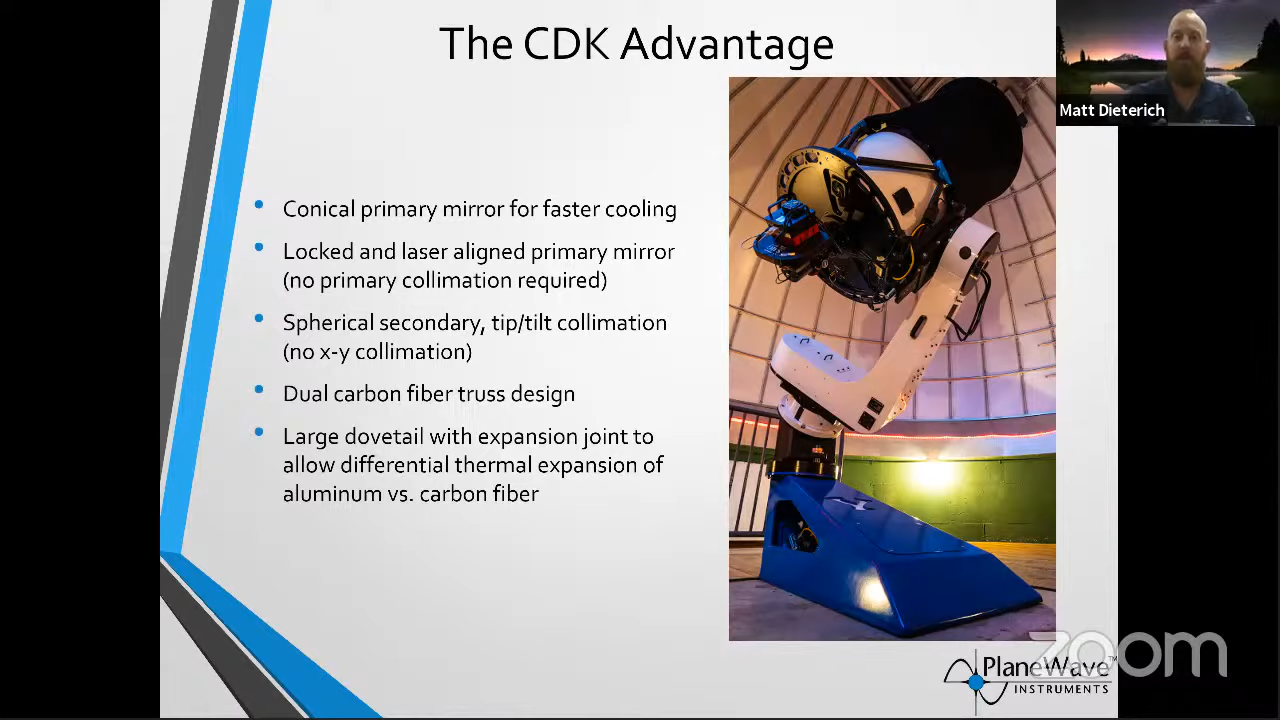 The CDK Advantage
Matt Dieterich
• Conical primary mirror for faster cooling
• Locked and laser aligned primary mirror
(no primary collimation required)
• Spherical secondary, tip/tilt collimation
(no x-y collimation)
• Dual carbon fiber truss design
• Large dovetail with expansion joint to
allow differential thermal expansion of
aluminum vs. carbon fiber
zoom
PlaneWave™
INSTRUMENTS